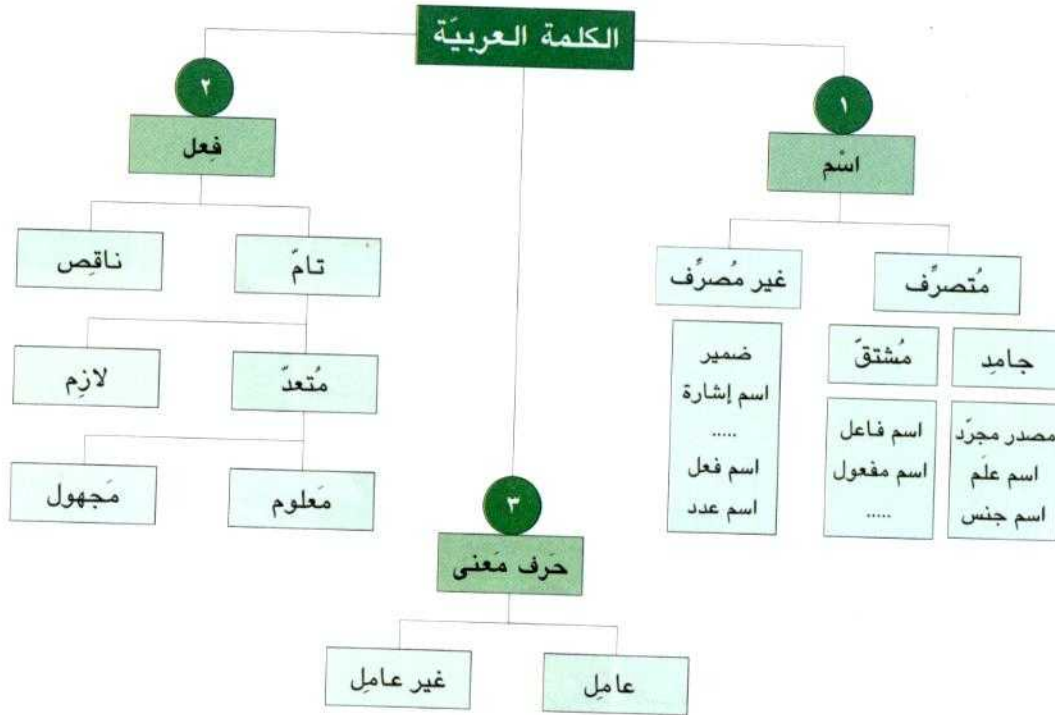 الكلمة العربيّة
١
اسْم
مُتصرِّف
غير مُصرِّف
جامِد
مُشتقّ
مصدر مجرّد
اسم علَم
اسم جنس
اسم فاعل
اسم مفعول
.....
ضمير
اسم إشارة
.....
اسم فعل
اسم عدد
٢
فِعل
تامّ
ناقِص
مُتعدّ
لازِم
مَعلوم
مَجهول
٣
حَرف مَعنى
عامِل
غير عامِل